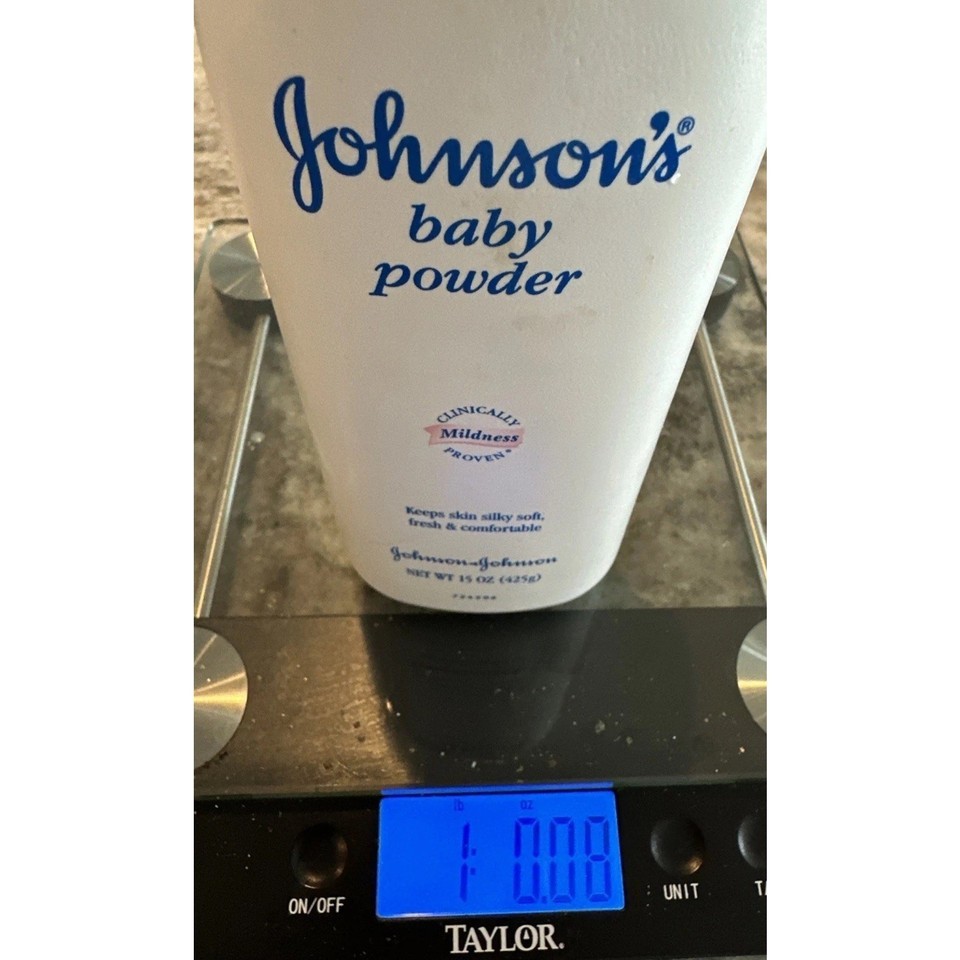 Johnson's®
baby
powder
CLINICALLY
Mildness
PROVEN*
Keeps skin silky soft,
fresh & comfortable
Johnson & Johnson
NET WT 15 OZ (425g)
lb oz
1: 0.08
ON/OFF
UNIT
TAYLOR®